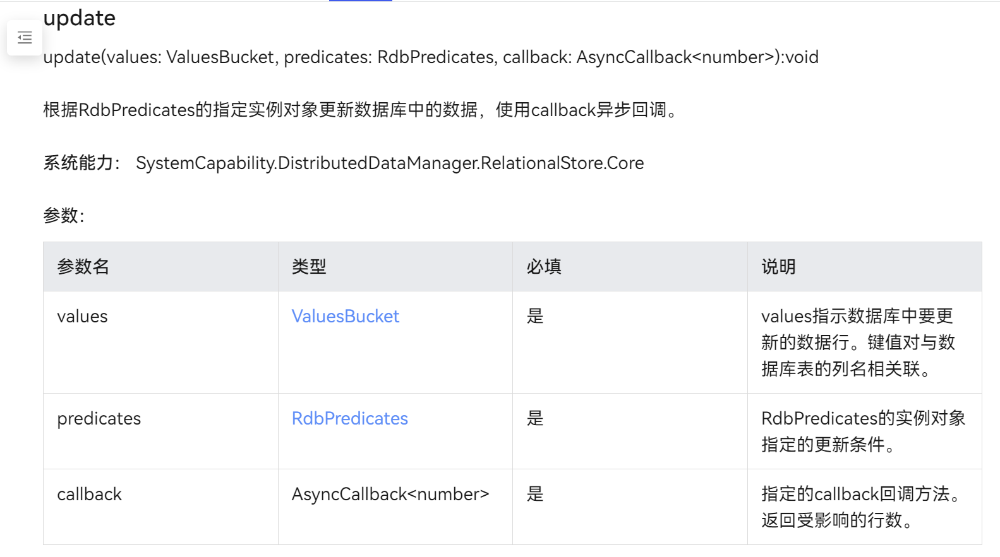 update
update(values: ValuesBucket, predicates: RdbPredicates, callback: AsyncCallback<number>):void
根据RdbPredicates的指定实例对象更新数据库中的数据，使用callback异步回调。
系统能力： SystemCapability.DistributedDataManager.RelationalStore.Core
参数：
参数名 类型 必填 说明
values ValuesBucket 是 values指示数据库中要更
新的数据行。键值对与数
据库表的列名相关联。
predicates RdbPredicates 是 RdbPredicates的实例对象
指定的更新条件。
callback AsyncCallback<number> 是 指定的callback回调方法。
返回受影响的行数。